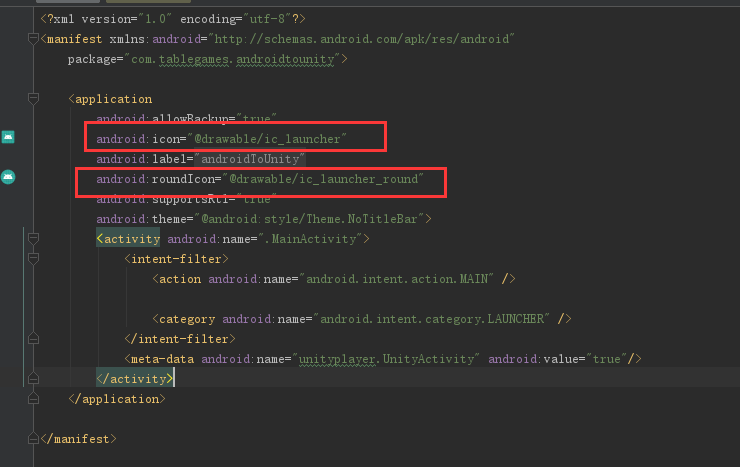 <?xml version="1.0" encoding="utf-8"?>
<manifest xmlns:android="http://schemas.android.com/apk/res/android"
package="com.tablegames.androidtounity">
<application
android:allowBackup="true"
android:icon="@drawable/ic_launcher"
android:label="androidToUnity"
android:roundIcon="@drawable/ic_launcher_round"
android:supportsRtl="true"
android:theme="@android:style/Theme.NoTitleBar">
<activity android:name=".MainActivity">
<intent-filter>
<action android:name="android.intent.action.MAIN" />
<category android:name="android.intent.category.LAUNCHER" />
</intent-filter>
<meta-data android:name="unityplayer.UnityActivity" android:value="true"/>
</activity>
</application>
</manifest>